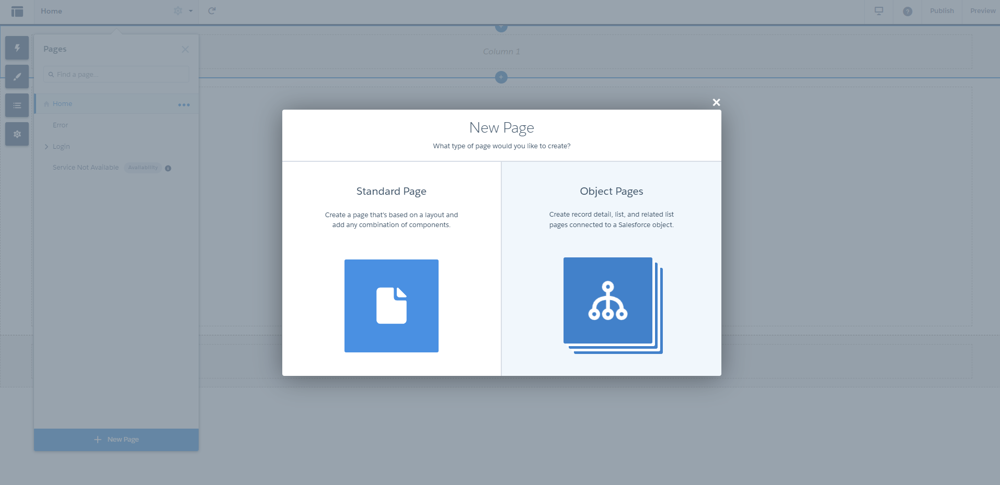 Home
Publish
Preview
Pages
Column 1
Find a page...
Home
Error
Login
Service Not Available
Availability
New Page
New Page
What type of page would you like to create?
Standard Page
Create a page that's based on a layout and
add any combination of components.
Object Pages
Create record detail, list, and related list
pages connected to a Salesforce object.